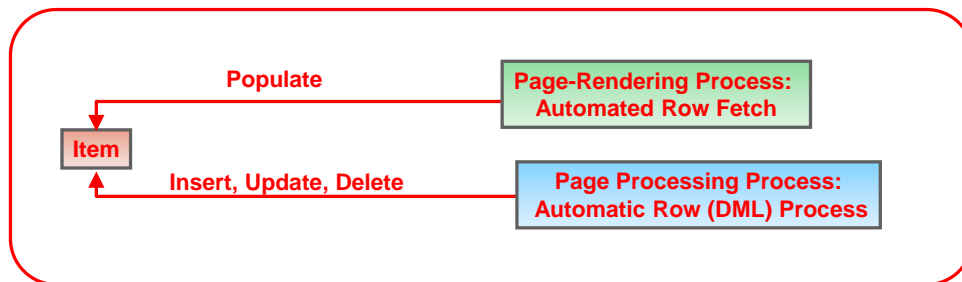 Populate
Page-Rendering Process:
Automated Row Fetch
Item
Insert, Update, Delete
Page Processing Process:
Automatic Row (DML) Process